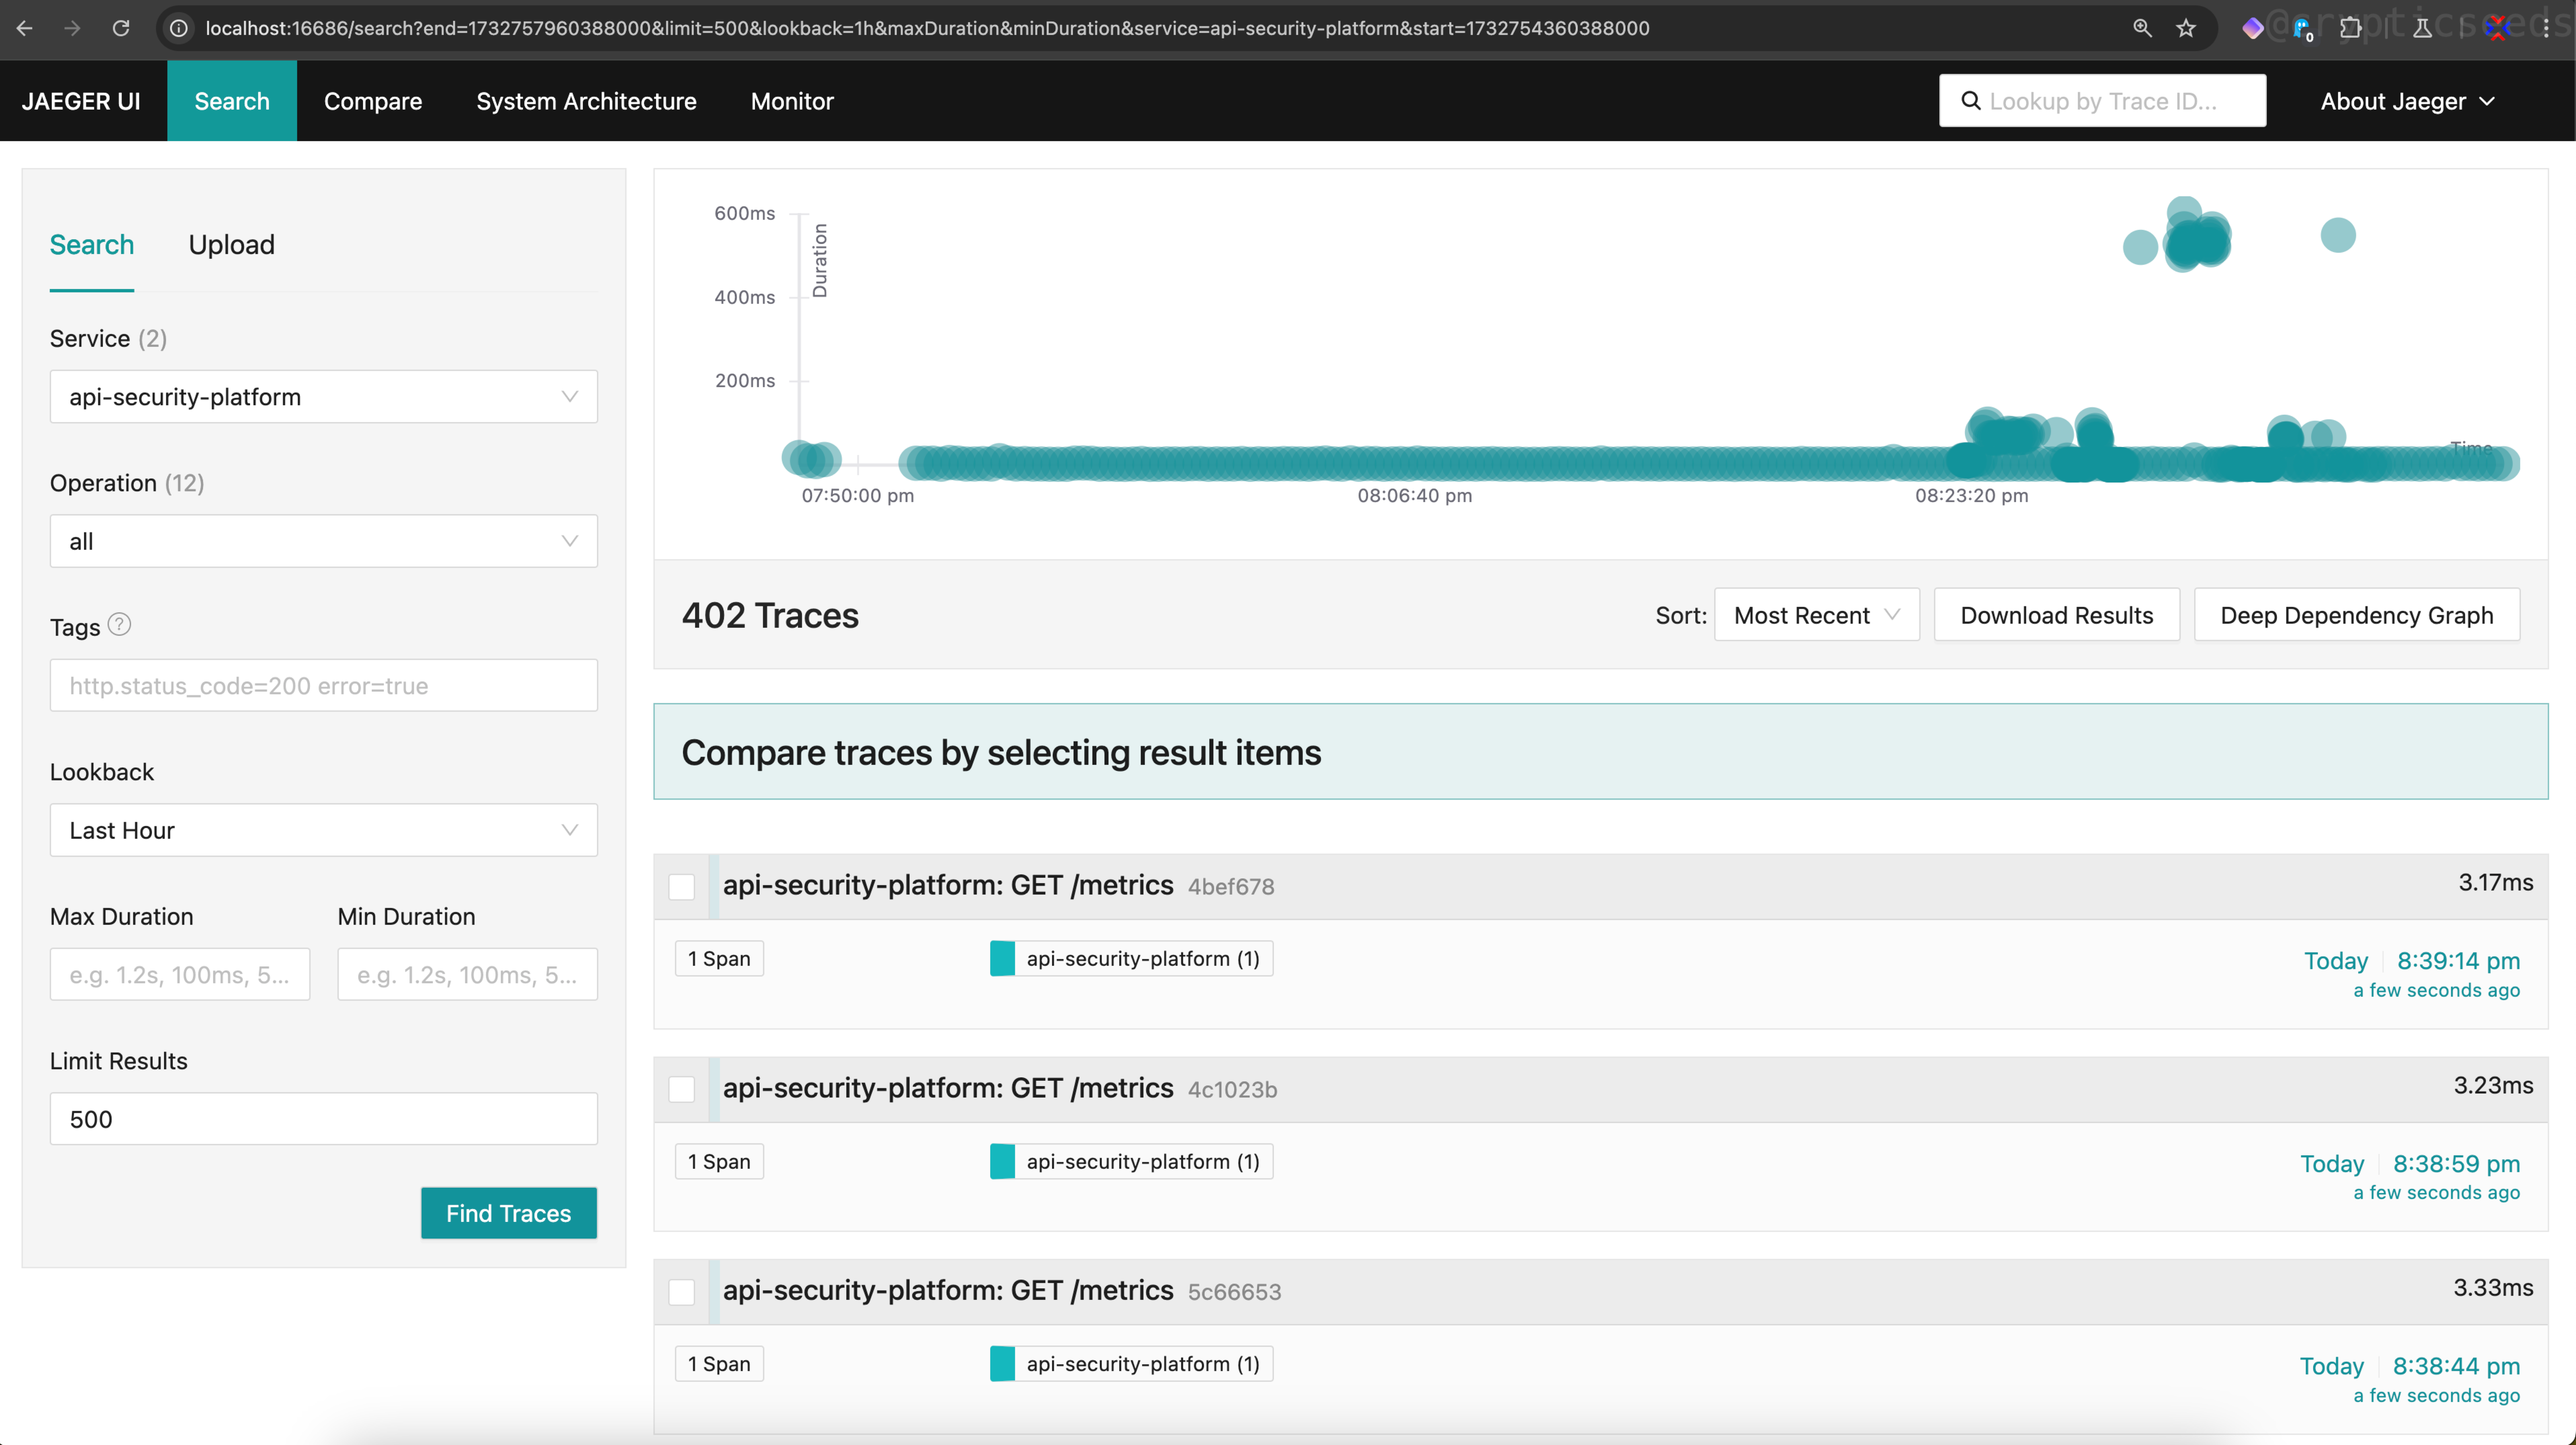 localhost:16686/search?end=1732757960388000&limit=500&lookback=1h&maxDuration&minDuration&service=api-security-platform&start=1732754360388000
@crypticseeds
0
JAEGER UI
Search
Compare
System Architecture
Monitor
Lookup by Trace ID...
About Jaeger
Search
Upload
Service (2)
api-security-platform
Operation (12)
all
Tags ?
http.status_code=200 error=true
Lookback
Last Hour
Max Duration
Min Duration
e.g. 1.2s, 100ms, 5...
e.g. 1.2s, 100ms, 5...
Limit Results
500
Find Traces
600ms
400ms
200ms
Duration
Time
07:50:00 pm
08:06:40 pm
08:23:20 pm
402 Traces
Sort:
Most Recent
Download Results
Deep Dependency Graph
Compare traces by selecting result items
api-security-platform: GET /metrics 4bef678
3.17ms
1 Span
api-security-platform (1)
Today 8:39:14 pm
a few seconds ago
api-security-platform: GET /metrics 4c1023b
3.23ms
1 Span
api-security-platform (1)
Today 8:38:59 pm
a few seconds ago
api-security-platform: GET /metrics 5c66653
3.33ms
1 Span
api-security-platform (1)
Today 8:38:44 pm
a few seconds ago